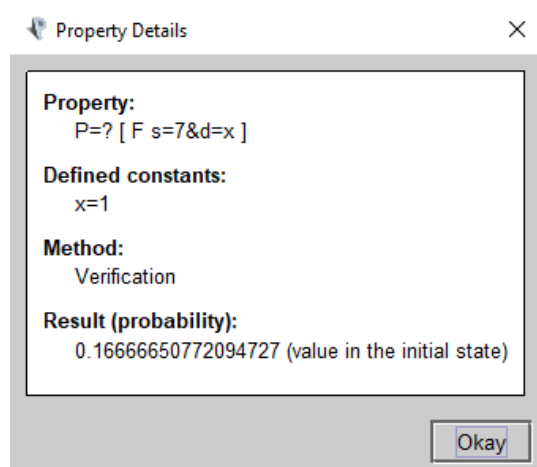 Property Details
Property:
P=? [ F s=7&d=x ]
Defined constants:
x=1
Method:
Verification
Result (probability):
0.16666650772094727 (value in the initial state)
Okay